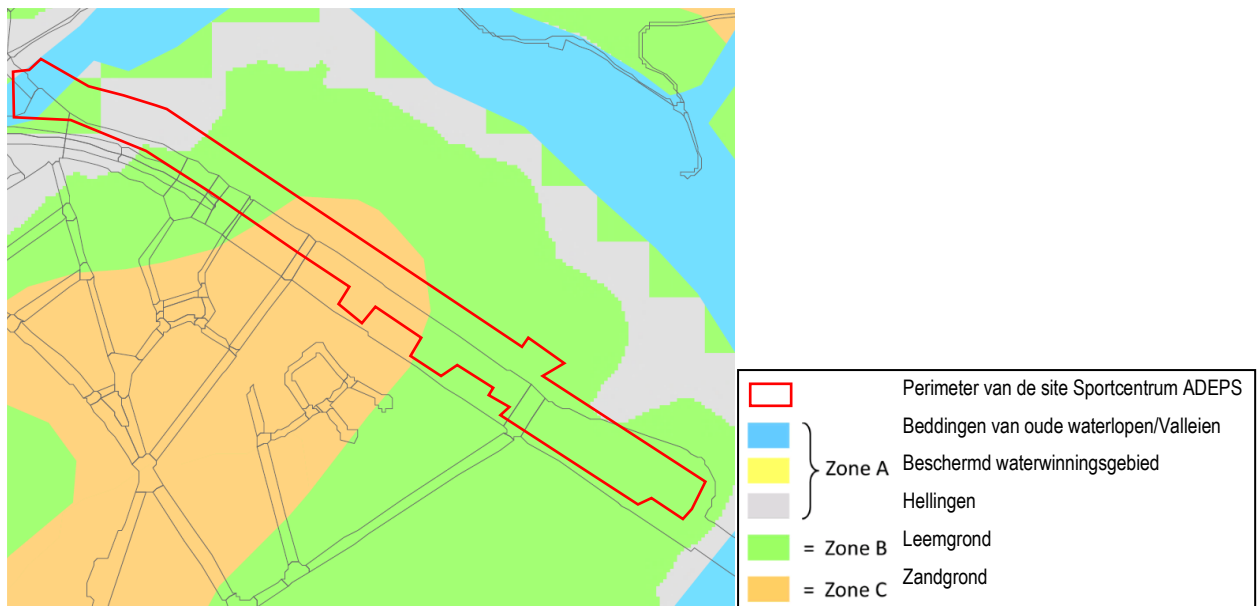 Perimeter van de site Sportcentrum ADEPS
Beddingen van oude waterlopen/Valleien
Zone A Beschermd waterwinningsgebied
Hellingen
= Zone B Leemgrond
= Zone C Zandgrond